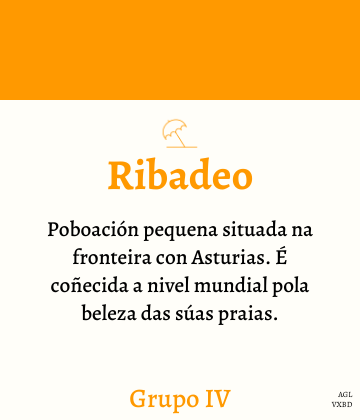 Ribadeo
Poboación pequena situada na
fronteira con Asturias. É
coñecida a nivel mundial pola
beleza das súas praias.
Grupo IV
AGL
VXBD